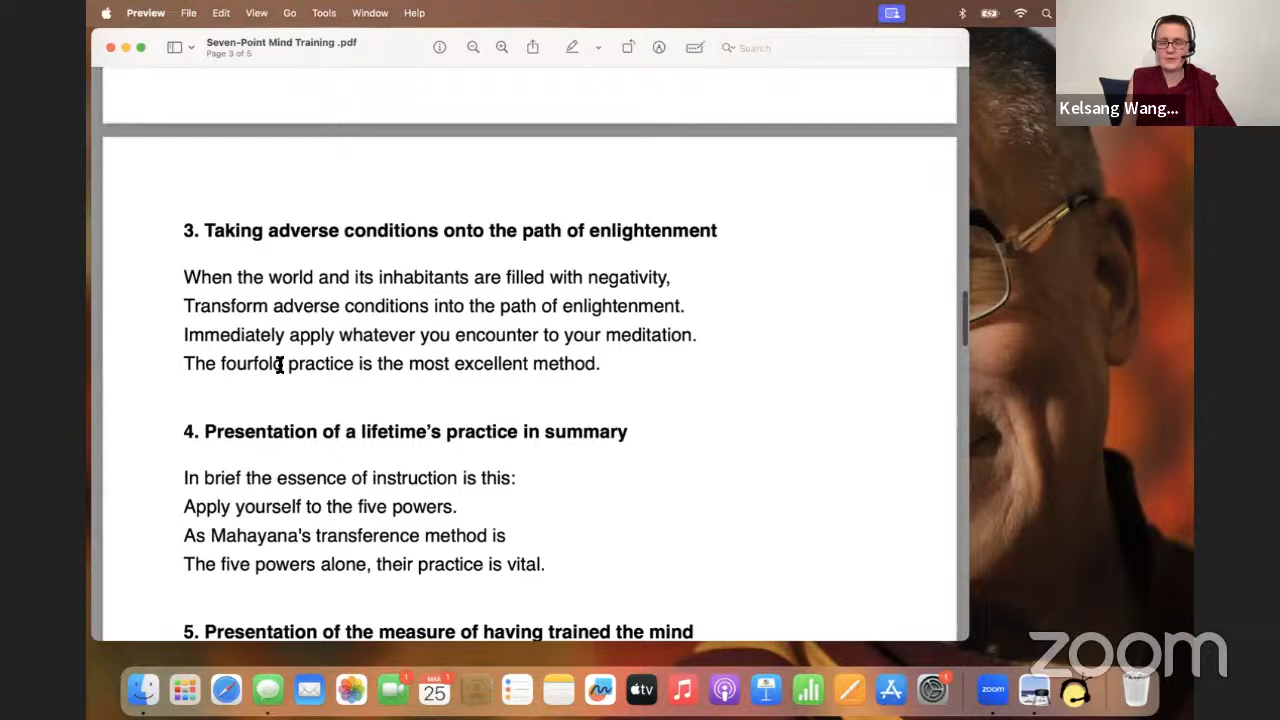 Preview File Edit View Go Tools Window Help
Seven-Point Mind Training .pdf
Page 3 of 5
Search
Kelsang Wang...
3. Taking adverse conditions onto the path of enlightenment
When the world and its inhabitants are filled with negativity,
Transform adverse conditions into the path of enlightenment.
Immediately apply whatever you encounter to your meditation.
The fourfold practice is the most excellent method.
4. Presentation of a lifetime's practice in summary
In brief the essence of instruction is this:
Apply yourself to the five powers.
As Mahayana's transference method is
The five powers alone, their practice is vital.
5. Presentation of the measure of having trained the mind
zoom
25
tv
zoom